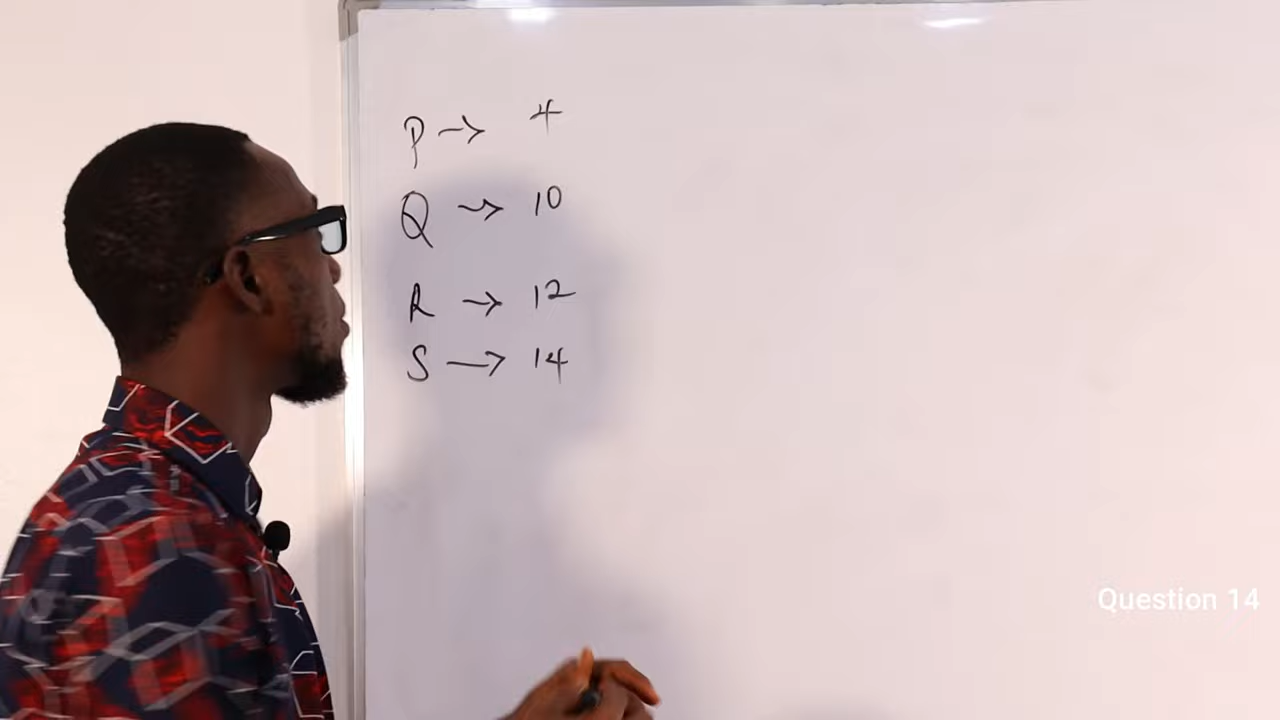 P → 4
Q → 10
R → 12
S → 14
Question 14